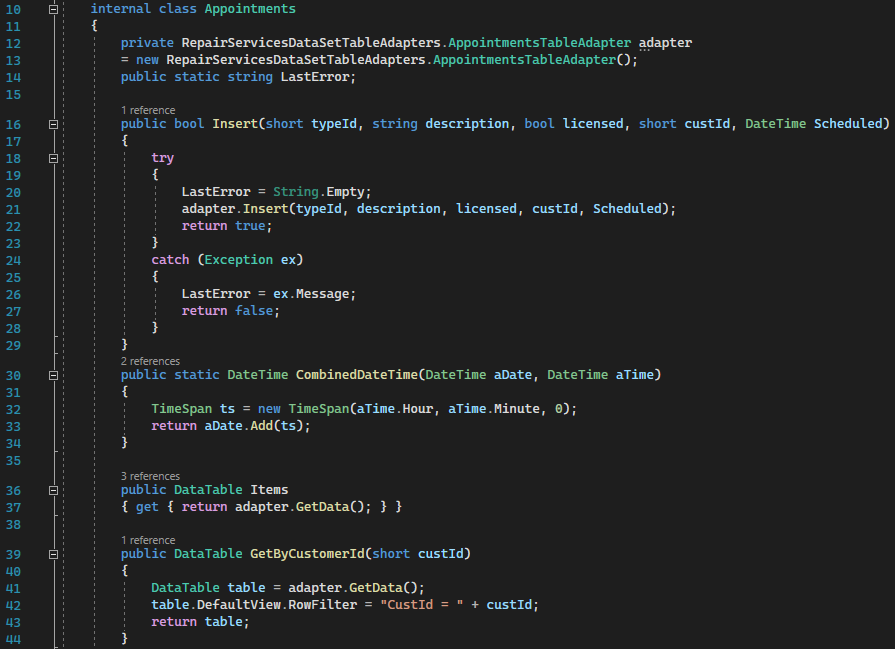 10 internal class Appointments
11 {
12 private RepairServicesDataSetTableAdapters.AppointmentsTableAdapter adapter
13 = new RepairServicesDataSetTableAdapters.AppointmentsTableAdapter();
14 public static string LastError;
15
1 reference
16 public bool Insert(short typeId, string description, bool licensed, short custId, DateTime Scheduled)
17 {
18 try
19 {
20 LastError = String.Empty;
21 adapter.Insert(typeId, description, licensed, custId, Scheduled);
22 return true;
23 }
24 catch (Exception ex)
25 {
26 LastError = ex.Message;
27 return false;
28 }
29 }
2 references
30 public static DateTime CombinedDateTime(DateTime aDate, DateTime aTime)
31 {
32 TimeSpan ts = new TimeSpan(aTime.Hour, aTime.Minute, 0);
33 return aDate.Add(ts);
34 }
35
3 references
36 public DataTable Items
37 { get { return adapter.GetData(); } }
38
1 reference
39 public DataTable GetByCustomerId(short custId)
40 {
41 DataTable table = adapter.GetData();
42 table.DefaultView.RowFilter = "CustId = " + custId;
43 return table;
44 }